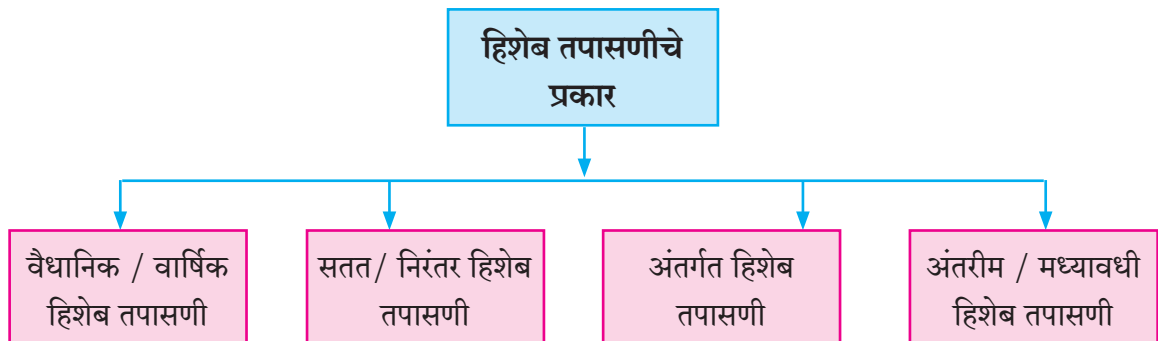 हिशेब तपासणीचे
प्रकार
वैधानिक / वार्षिक
हिशेब तपासणी
सतत/ निरंतर हिशेब
तपासणी
अंतर्गत हिशेब
तपासणी
अंतरीम / मध्यावधी
हिशेब तपासणी